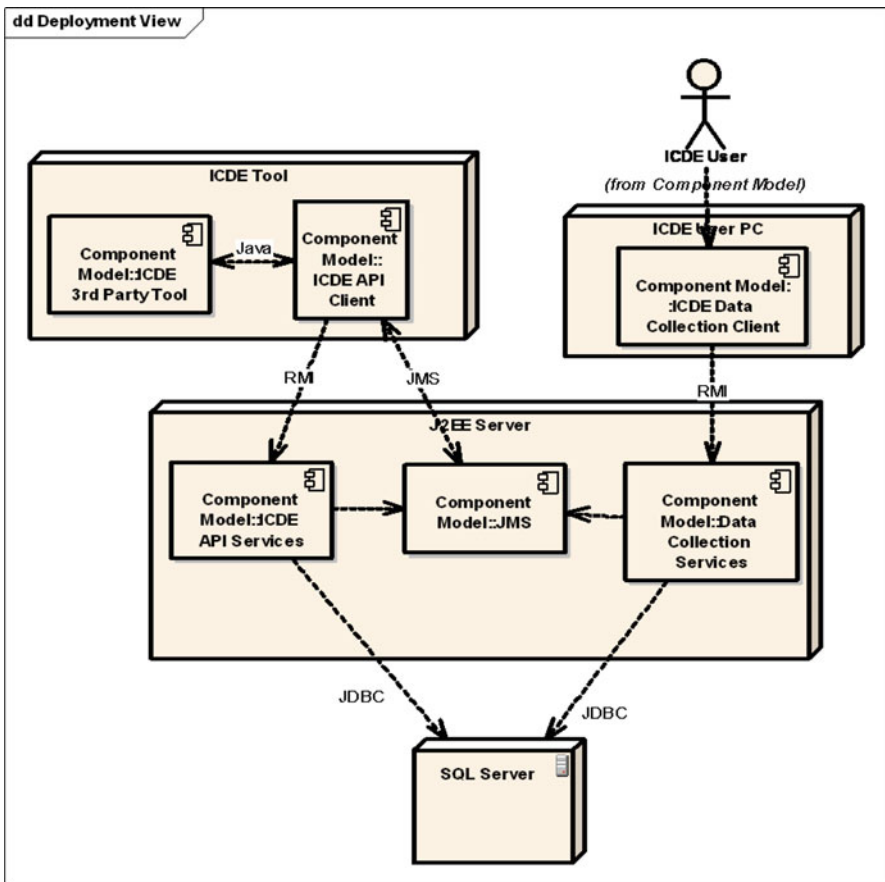 dd Deployment View
ICDE User
(from Component Model)
ICDE Tool
Component
Model::ICDE
3rd Party Tool
Java
Component
Model::
ICDE API
Client
ICDE User PC
Component Model:
:ICDE Data
Collection Client
RMI
JMS
RMI
J2EE Server
Component
Model::ICDE
API Services
Component
Model::JMS
Component
Model::Data
Collection
Services
JDBC
JDBC
SQL Server